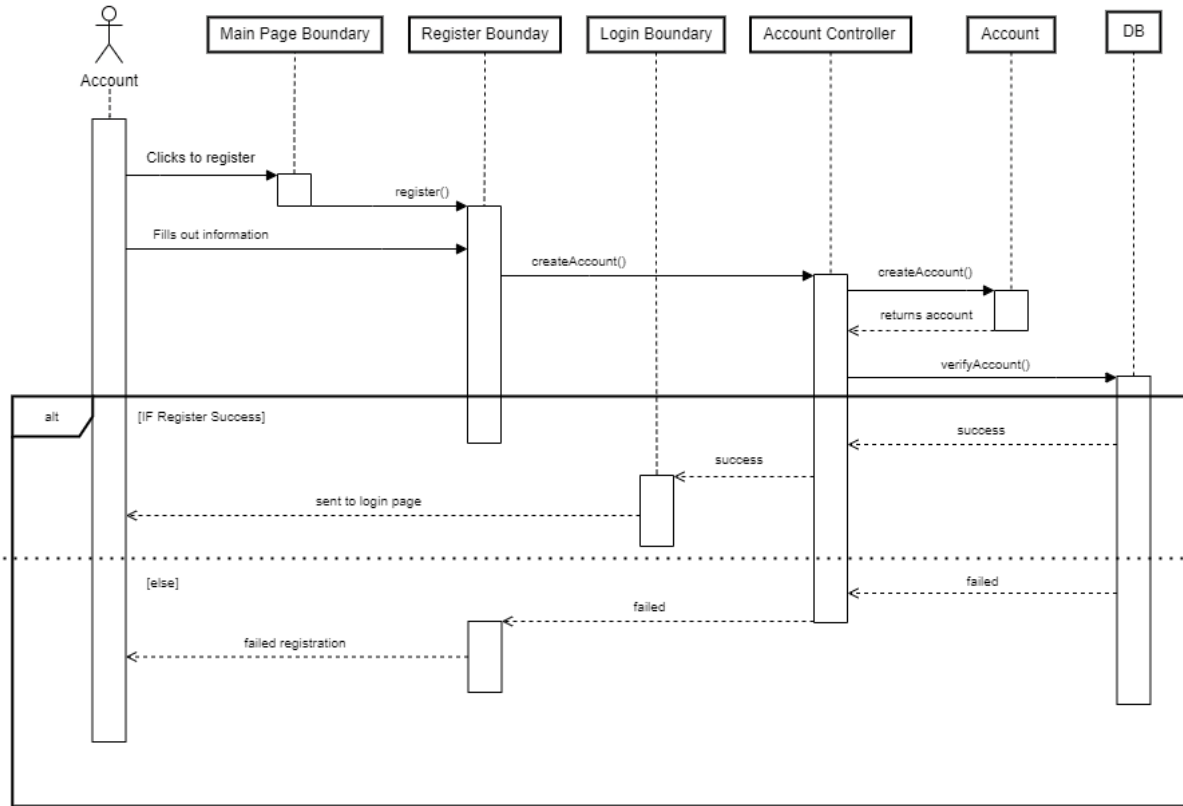 Main Page Boundary
Register Bounday
Login Boundary
Account Controller
Account
DB
Account
Clicks to register
register()
Fills out information
createAccount()
createAccount()
returns account
verifyAccount()
alt
[IF Register Success]
success
success
sent to login page
[else]
failed
failed
failed registration